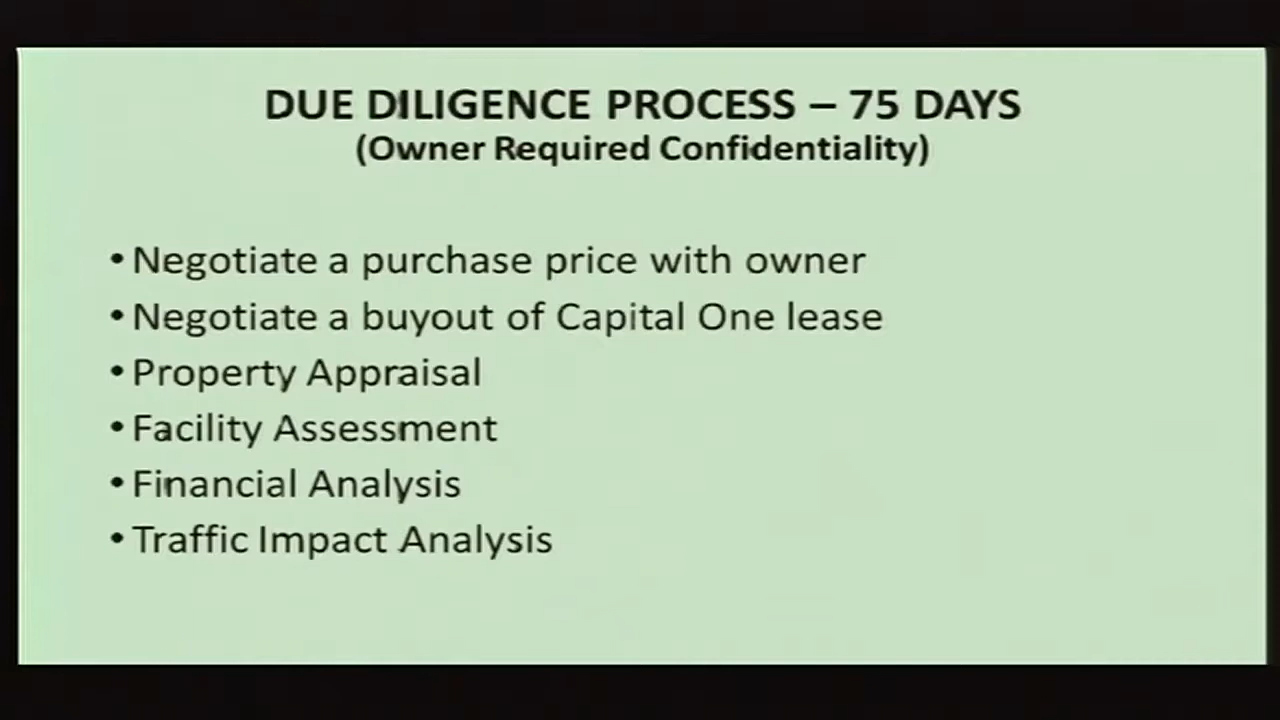 DUE DILIGENCE PROCESS – 75 DAYS
(Owner Required Confidentiality)
• Negotiate a purchase price with owner
• Negotiate a buyout of Capital One lease
• Property Appraisal
• Facility Assessment
• Financial Analysis
• Traffic Impact Analysis